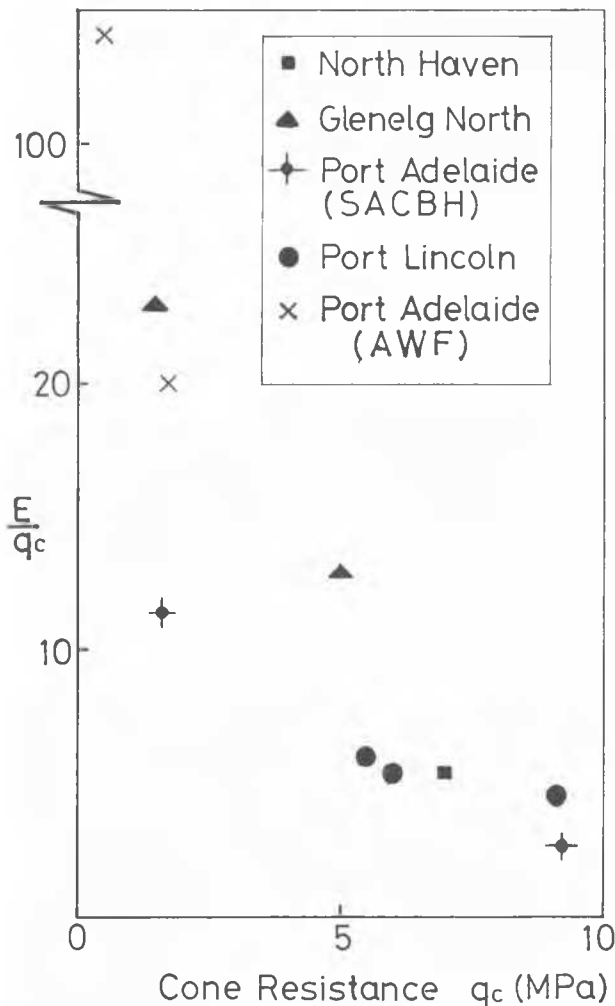 North Haven
Glenelg North
Port Adelaide
(SACBH)
Port Lincoln
Port Adelaide
(AWF)
100
20
E
qc
10
0
5
10
Cone Resistance qc (MPa)